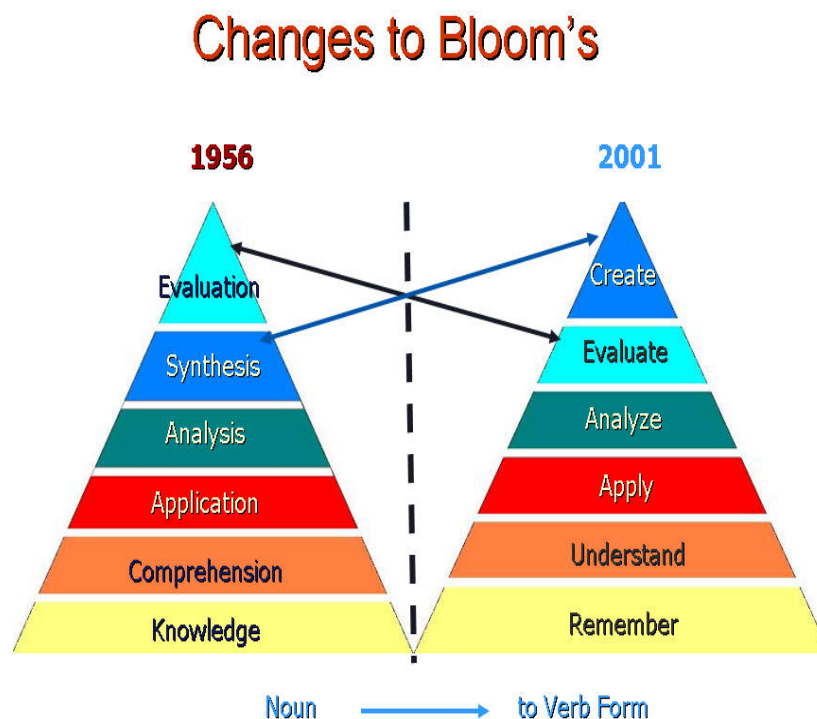 Changes to Bloom's
1956
Evaluation
Synthesis
Analysis
Application
Comprehension
Knowledge
2001
Create
Evaluate
Analyze
Apply
Understand
Remember
Noun to Verb Form